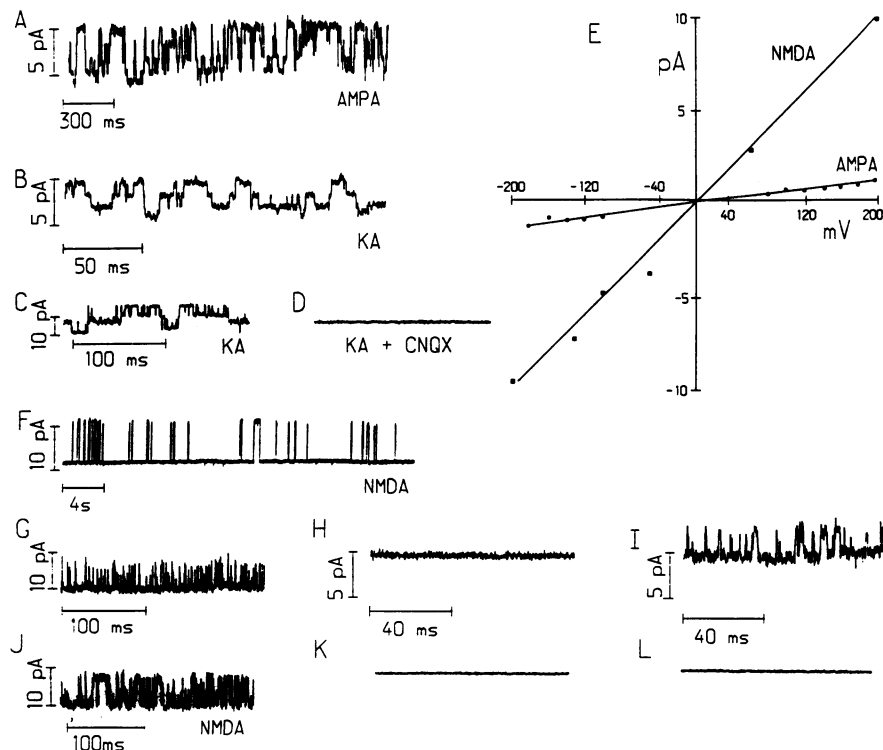 A
5 pA
300 ms
AMPA
B
5 pA
50 ms
KA
C
10 pA
100 ms
KA
D
KA + CNQX
E
pA
mV
NMDA
AMPA
10
5
-5
-10
-200
-120
-40
40
120
200
F
10 pA
4s
NMDA
G
10 pA
100 ms
H
5 pA
40 ms
I
5 pA
40 ms
J
10 pA
100ms
NMDA
K
L